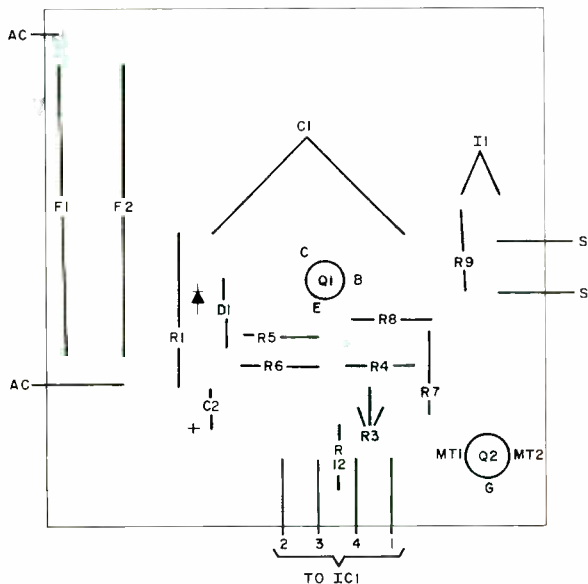 AC
C1
I1
F1
F2
R9
S
C
Q1
B
E
S
D1
R8
R1
R5
R6
R4
R7
AC
C2
+
R3
R
12
MT1
Q2
MT2
G
2
3
4
1
TO IC1